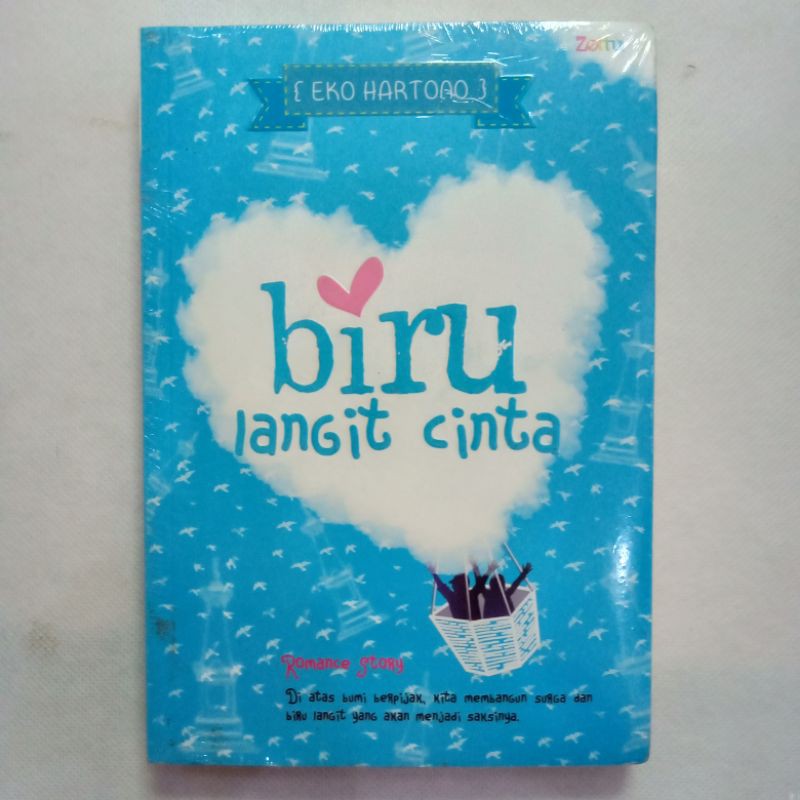 { EKO HARTONO }
biru
langit cinta
Romance Story
Di atas bumi berpijak, kita membangun surga dan
biru langit yang akan menjadi saksinya.